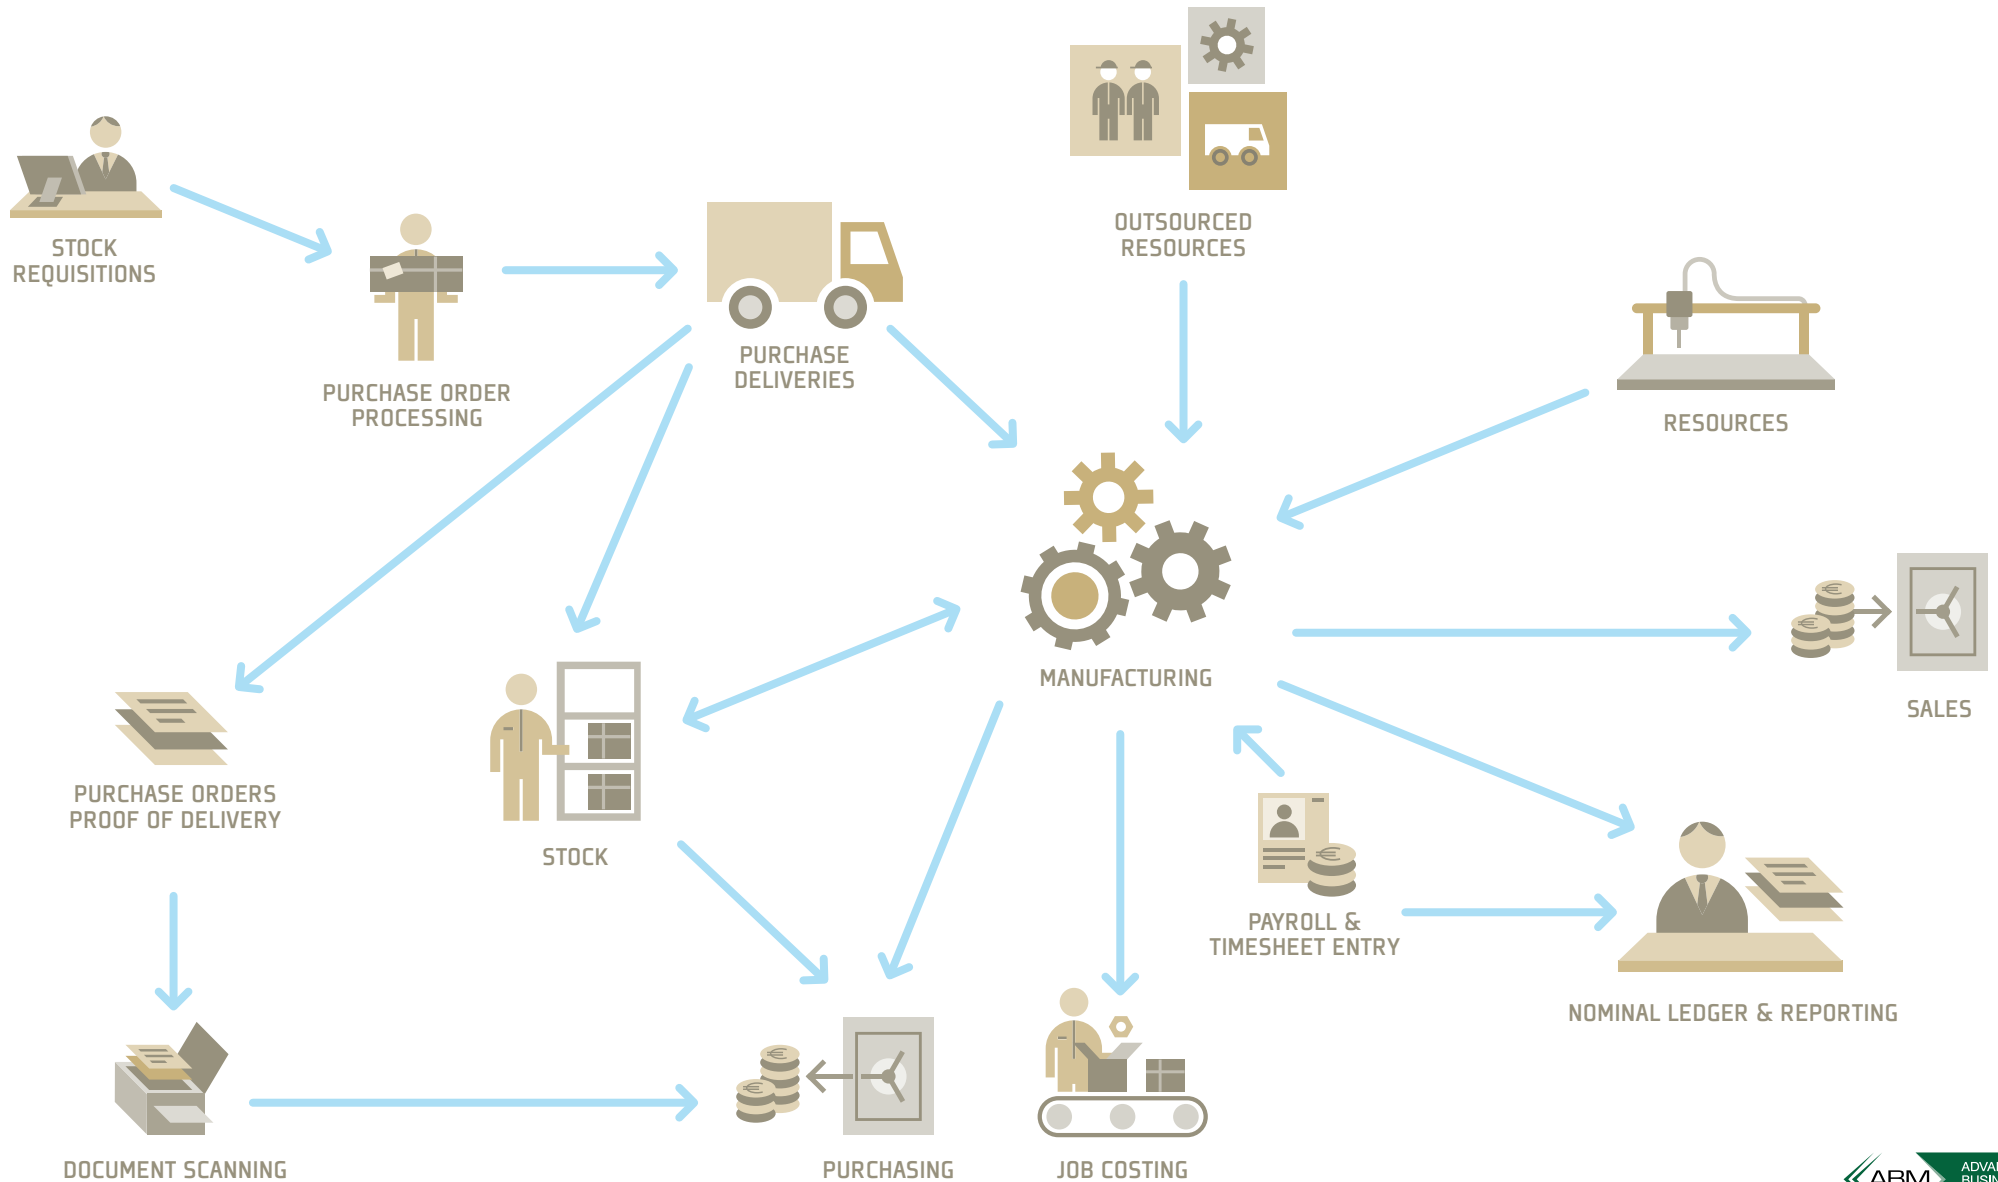 OUTSOURCED
RESOURCES
STOCK
REQUISITIONS
PURCHASE
DELIVERIES
PURCHASE ORDER
PROCESSING
RESOURCES
MANUFACTURING
SALES
PURCHASE ORDERS
PROOF OF DELIVERY
STOCK
PAYROLL &
TIMESHEET ENTRY
NOMINAL LEDGER & REPORTING
DOCUMENT SCANNING
PURCHASING
JOB COSTING
ABM